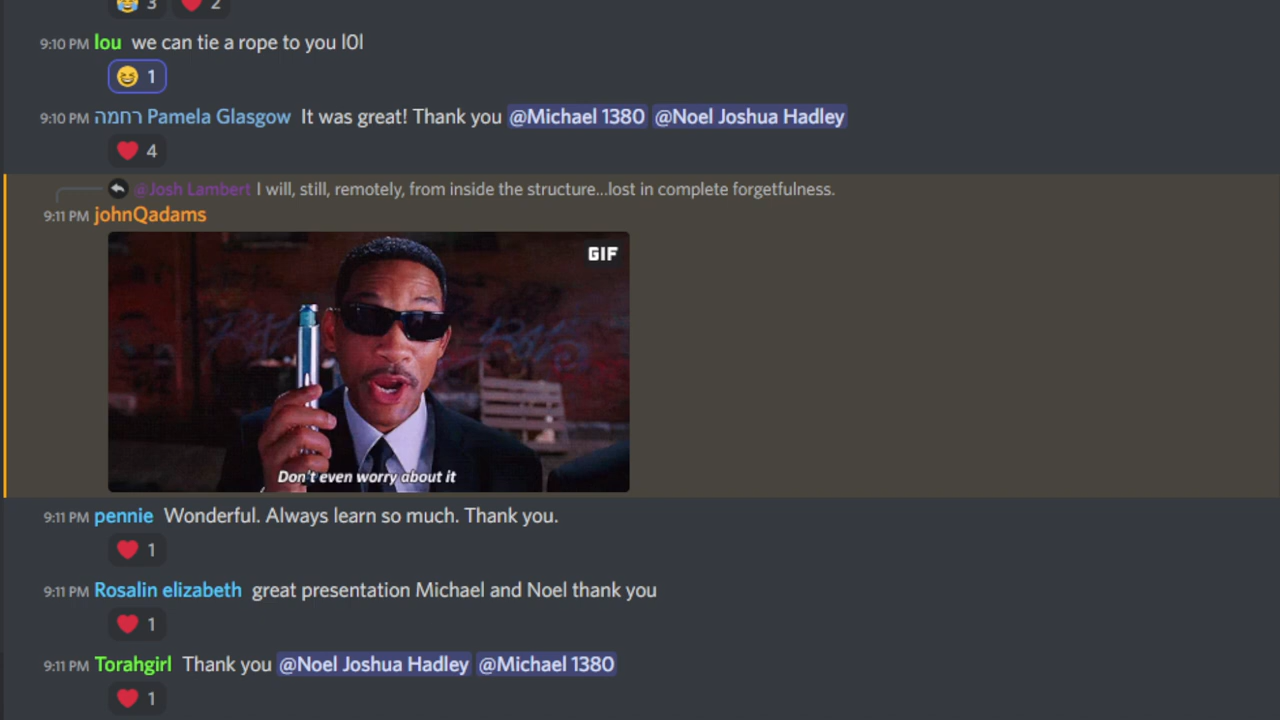 3 2
9:10 PM lou we can tie a rope to you l0l
1
9:10 PM רחמה Pamela Glasgow It was great! Thank you @Michael 1380 @Noel Joshua Hadley
4
@Josh Lambert I will, still, remotely, from inside the structure...lost in complete forgetfulness.
9:11 PM johnQadams
GIF
Don't even worry about it
9:11 PM pennie Wonderful. Always learn so much. Thank you.
1
9:11 PM Rosalin elizabeth great presentation Michael and Noel thank you
1
9:11 PM Torahgirl Thank you @Noel Joshua Hadley @Michael 1380
1